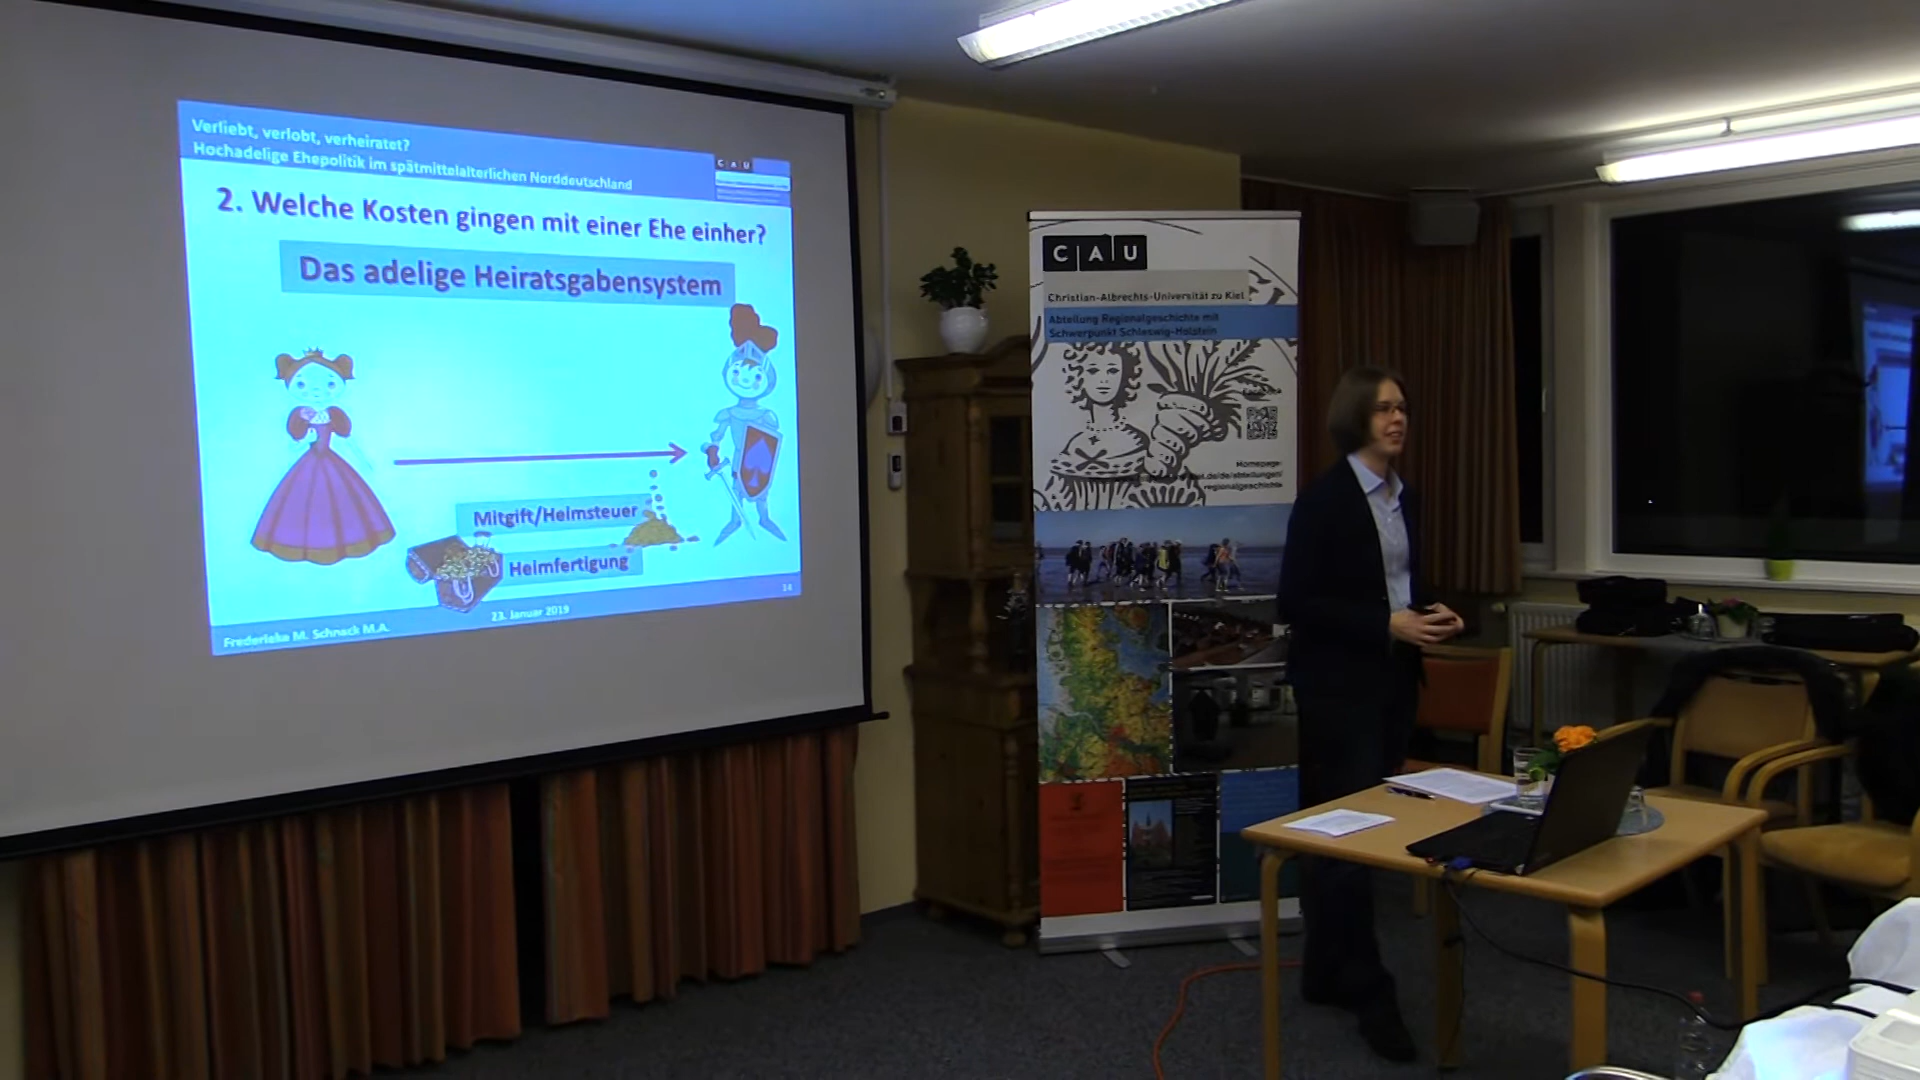 Verliebt, verlobt, verheiratet?
Hochadelige Ehepolitik im spätmittelalterlichen Norddeutschland
CAU
2. Welche Kosten gingen mit einer Ehe einher?
Das adelige Heiratsgabensystem
Mitgift/Heimsteuer
Heimfertigung
Frederieke M. Schnack M.A.
23. Januar 2019
CAU
Christian-Albrechts-Universität zu Kiel
Abteilung Regionalgeschichte mit
Schwerpunkt Schleswig-Holstein
Homepage:
regionalgeschichte